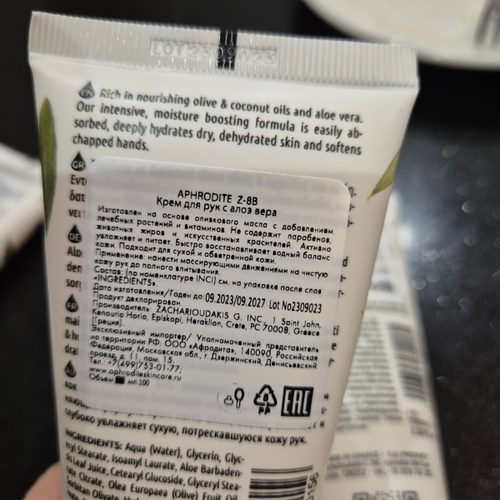 LOT2309023
EN Rich in nourishing olive & coconut oils and aloe vera.
Our intensive, moisture boosting formula is easily ab-
sorbed, deeply hydrates dry, dehydrated skin and softens
chapped hands.
GR
DE
FR
APHRODITE Z-8B
Крем для рук с алоэ вера
Изготовлен на основе оливкового масла с добавлением
лечебных растений и витаминов. Не содержит парабенов,
животных жиров и искусственных красителей. Активно
увлажняет и питает. Быстро восстанавливает водный баланс
кожи. Подходит для сухой и обветренной кожи.
Применение: нанести массирующими движениями на чистую
кожу рук до полного впитывания.
Состав: (по номенклатуре INCI) см. на упаковке после слов
«INGREDIENTS»
Дата изготовления/Годен до: 09.2023/09.2027 Lot No2309023
Продукт декларирован
Производитель: ZACHARIOUDAKIS G. INC., 1 Saint John,
Kenourio Horio, Episkopi, Heraklion, Crete, PC 70008, Greece
(Греция).
Эксклюзивный импортер/ Уполномоченный представитель
на территории РФ: ООО «Афродита», 140090, Российская
Федерация, Московская обл., г. Дзержинский, Денисьевский
проезд, д. 11, пом. 15.
Тел.: +7(499)753-01-77;
www.aphroditeskincare.ru
Объем мл:100
EAC
глубоко увлажняет сухую, потрескавшуюся кожу рук.
INGREDIENTS: Aqua (Water), Glycerin, Glyc-
eryl Stearate, Isoamyl Laurate, Aloe Barbaden-
sis Leaf Juice, Cetearyl Glucoside, Glyceryl Stea-
rate Citrate, Olea Europaea (Olive) Fruit Oil,